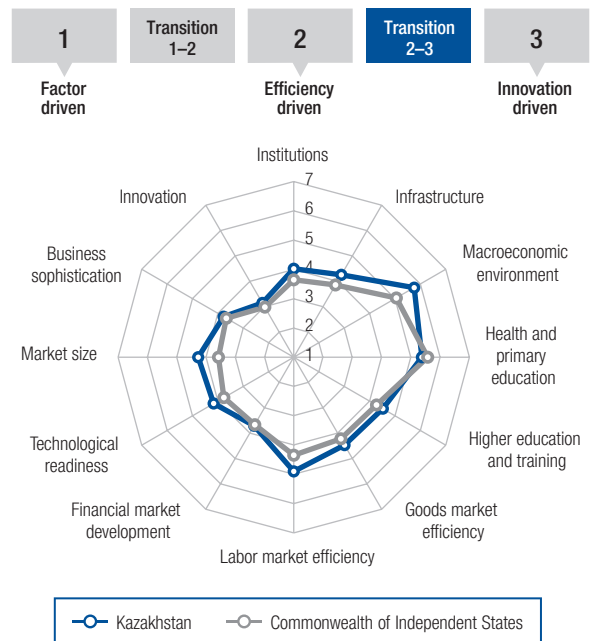 1
Transition
1–2
2
Transition
2–3
3
Factor
driven
Efficiency
driven
Innovation
driven
Institutions
7
Innovation
Infrastructure
6
5
Business
sophistication
Macroeconomic
environment
4
3
Market size
2
Health and
primary
education
1
Technological
readiness
Higher education
and training
Financial market
development
Goods market
efficiency
Labor market efficiency
Kazakhstan
Commonwealth of Independent States